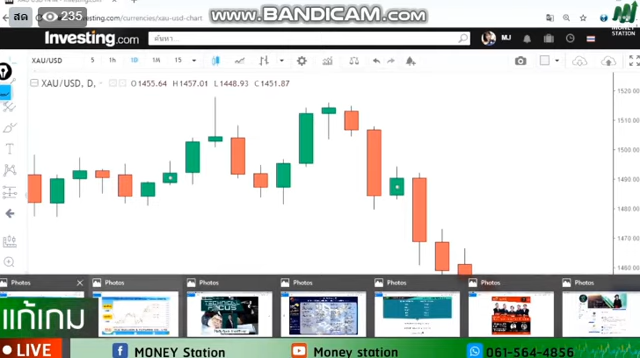 สด 235
www.BANDICAM.com
/currencies/xau-usd-chart
MONEY
STATION
Investing.com
ค้นหา...
MJ
XAU/USD 5 1H 1D 1M 15
XAU/USD, D, O1455.64 H1457.01 L1448.93 C1451.87
1520.00
1510.00
1500.00
1490.00
1480.00
1470.00
1460.00
Photos Photos Photos Photos Photos Photos Photos
แก้เกม
LIVE MONEY Station Money station 061-564-4856